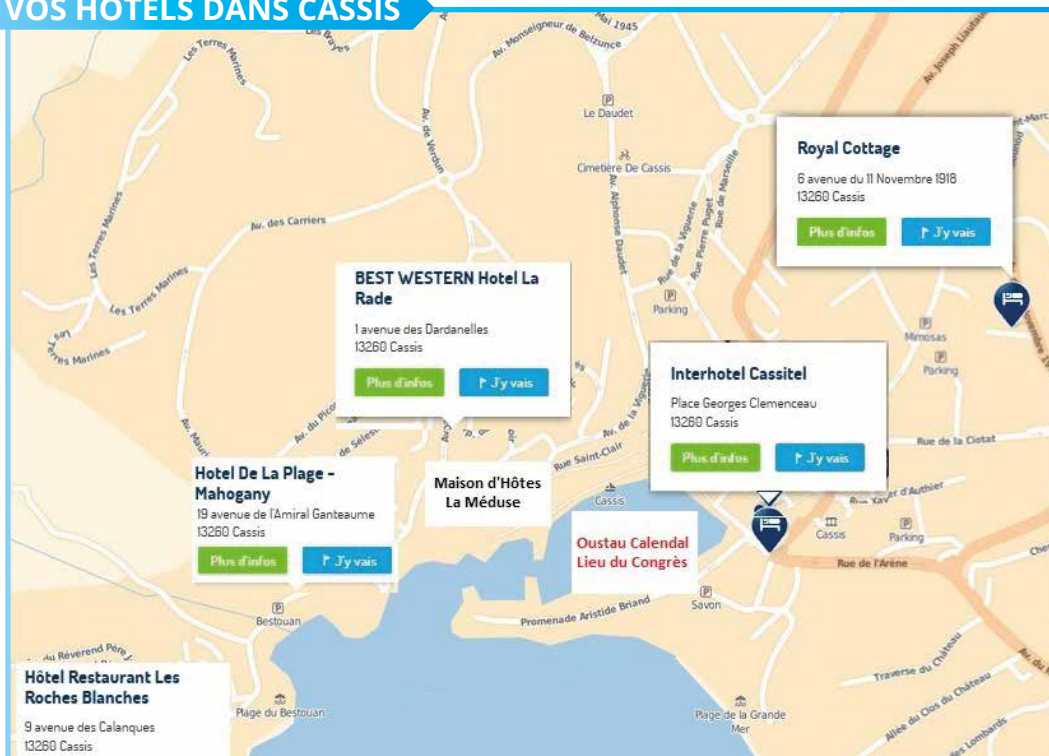 VOS HOTELS DANS CASSIS
Mai 1945
Av. Monseigneur de Belzunce
Les Brayes
Les Terres Marines
Av. Joseph Liautaud
Le Daudet
Cimetière De Cassis
Av. de Verdun
Av. Alphonse Daudet
Rue de Marseille
Rue Pierre Puget
Rue de la Viguerie
Royal Cottage
6 avenue du 11 Novembre 1918
13260 Cassis
Plus d'infos
J'y vais
Av. des Carriers
Les Terres Marines
Les Terres Marines
BEST WESTERN Hotel La
Rade
1 avenue des Dardanelles
13260 Cassis
Plus d'infos
J'y vais
Parking
Mimosas
Parking
Interhotel Cassitel
Place Georges Clemenceau
13260 Cassis
Plus d'infos
J'y vais
Av. de la Viguerie
Rue Saint-Clair
Rue de la Ciotat
Hotel De La Plage -
Mahogany
19 avenue de l'Amiral Ganteaume
13260 Cassis
Plus d'infos
J'y vais
Maison d'Hôtes
La Méduse
Cassis
Oustau Calendal
Lieu du Congrès
Cassis
Parking
Rue de l'Arène
Bestouan
Promenade Aristide Briand
Savon
Traverse du Château
Allée du Clos du Château
des Lombards
Hôtel Restaurant Les
Roches Blanches
9 avenue des Calanques
13260 Cassis
Plage du Bestouan
Plage de la Grande
Mer